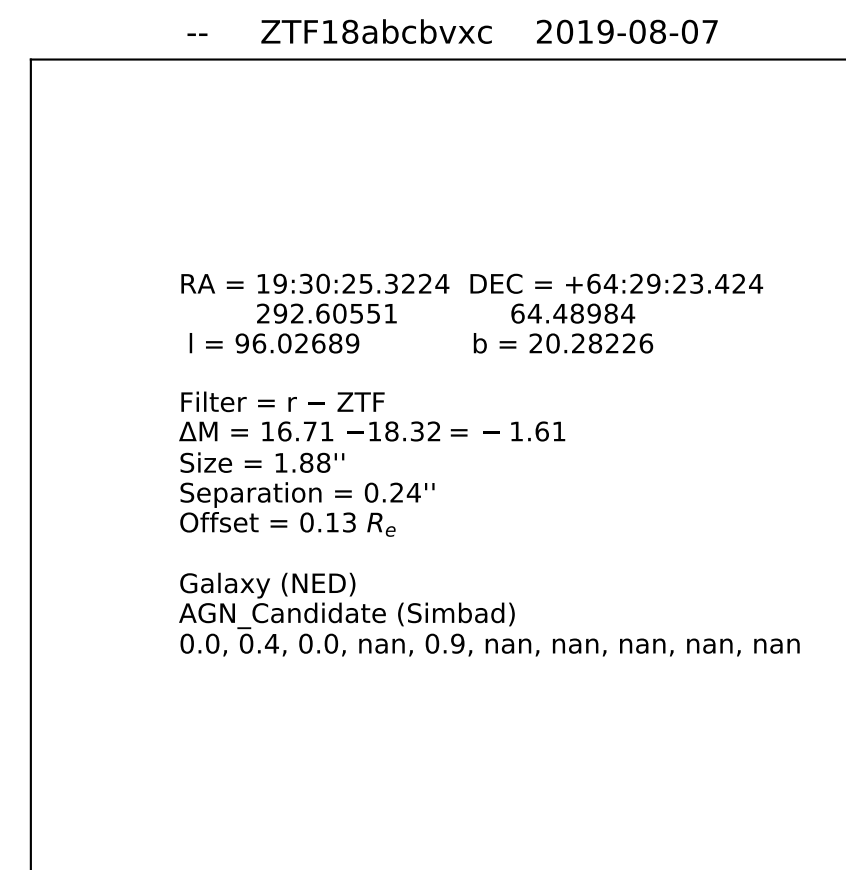 -- ZTF18abcbvxc 2019-08-07
RA = 19:30:25.3224 DEC = +64:29:23.424
292.60551 64.48984
l = 96.02689 b = 20.28226
Filter = r − ZTF
ΔM = 16.71 −18.32 = − 1.61
Size = 1.88''
Separation = 0.24''
Offset = 0.13 Re
Galaxy (NED)
AGN_Candidate (Simbad)
0.0, 0.4, 0.0, nan, 0.9, nan, nan, nan, nan, nan